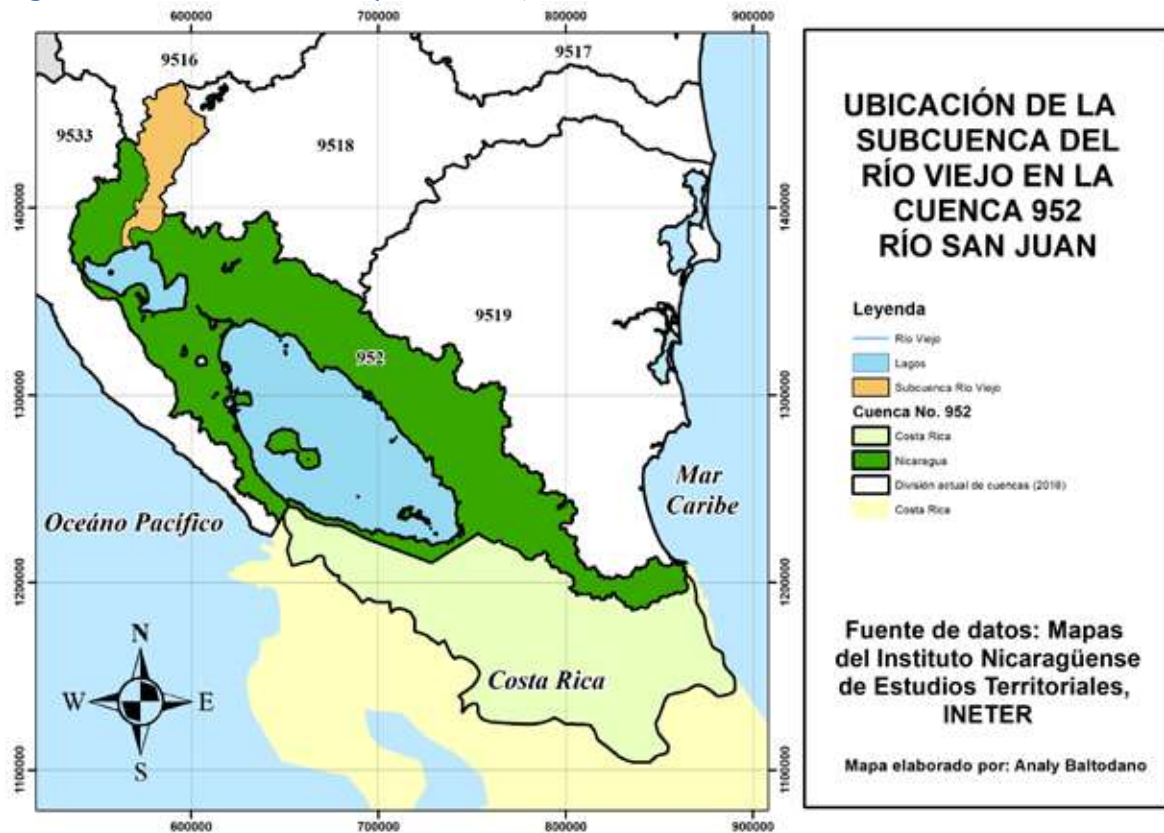 600000
700000
800000
900000
9516
9517
9533
9518
9519
952
1400000
1300000
1200000
1100000
1400000
1300000
1200000
1100000
Oceáno Pacífico
Mar
Caribe
Costa Rica
N
W
E
S
600000
700000
800000
900000
UBICACIÓN DE LA
SUBCUENCA DEL
RÍO VIEJO EN LA
CUENCA 952
RÍO SAN JUAN
Leyenda
Río Viejo
Lagos
Subcuenca Río Viejo
Cuenca No. 952
Costa Rica
Nicaragua
División actual de cuencas (2016)
Costa Rica
Fuente de datos: Mapas
del Instituto Nicaragüense
de Estudios Territoriales,
INETER
Mapa elaborado por: Analy Baltodano